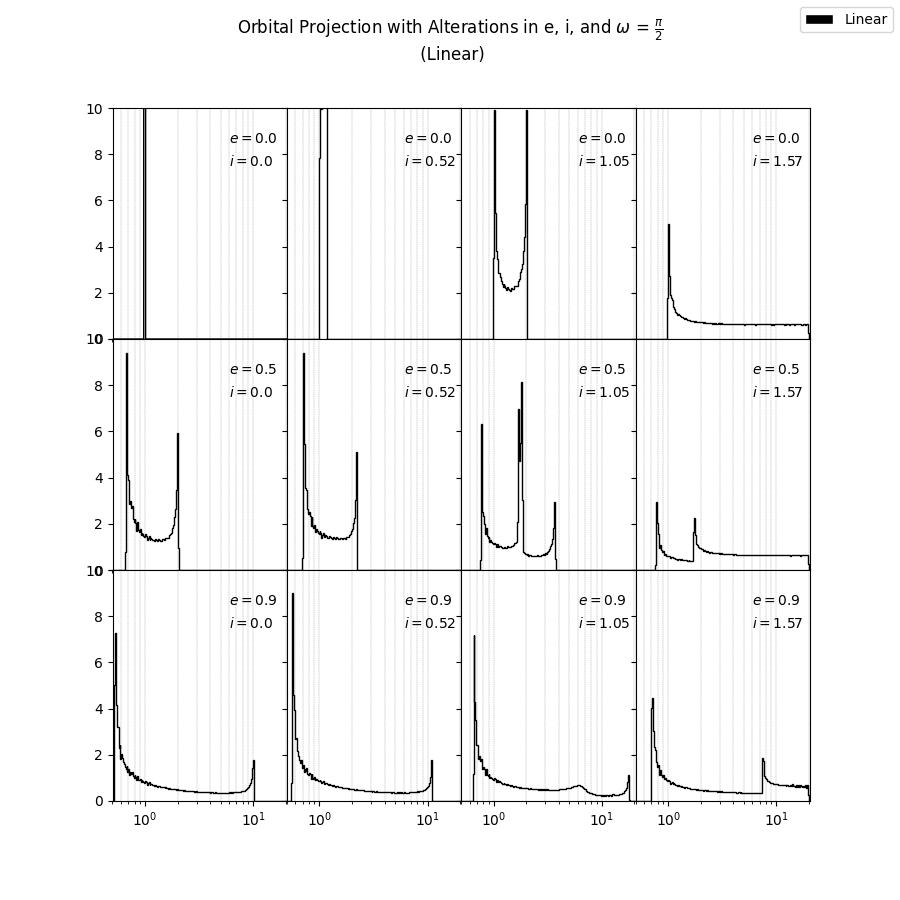 Orbital Projection with Alterations in e, i, and ω = π/2
(Linear)
Linear
10
8
6
4
2
0
e = 0.0
i = 0.0
e = 0.0
i = 0.52
e = 0.0
i = 1.05
e = 0.0
i = 1.57
10
8
6
4
2
0
e = 0.5
i = 0.0
e = 0.5
i = 0.52
e = 0.5
i = 1.05
e = 0.5
i = 1.57
10
8
6
4
2
0
e = 0.9
i = 0.0
e = 0.9
i = 0.52
e = 0.9
i = 1.05
e = 0.9
i = 1.57
10⁰ 10¹ 10⁰ 10¹ 10⁰ 10¹ 10⁰ 10¹